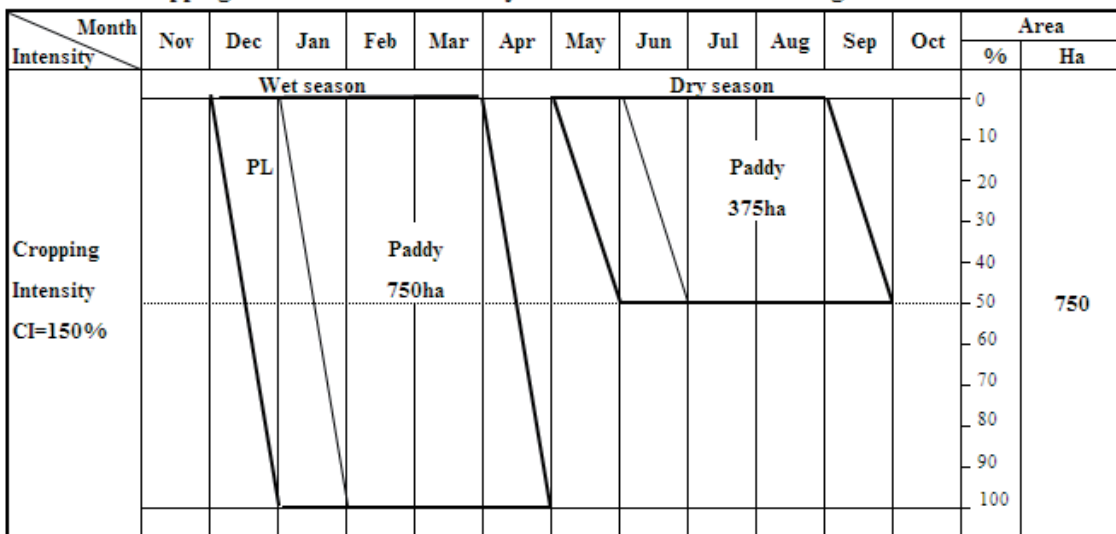 Month
Intensity
Nov Dec Jan Feb Mar Apr May Jun Jul Aug Sep Oct
Area
% Ha
Wet season Dry season
PL
Paddy
750ha
Paddy
375ha
Cropping
Intensity
CI=150%
0
10
20
30
40
50
60
70
80
90
100
750